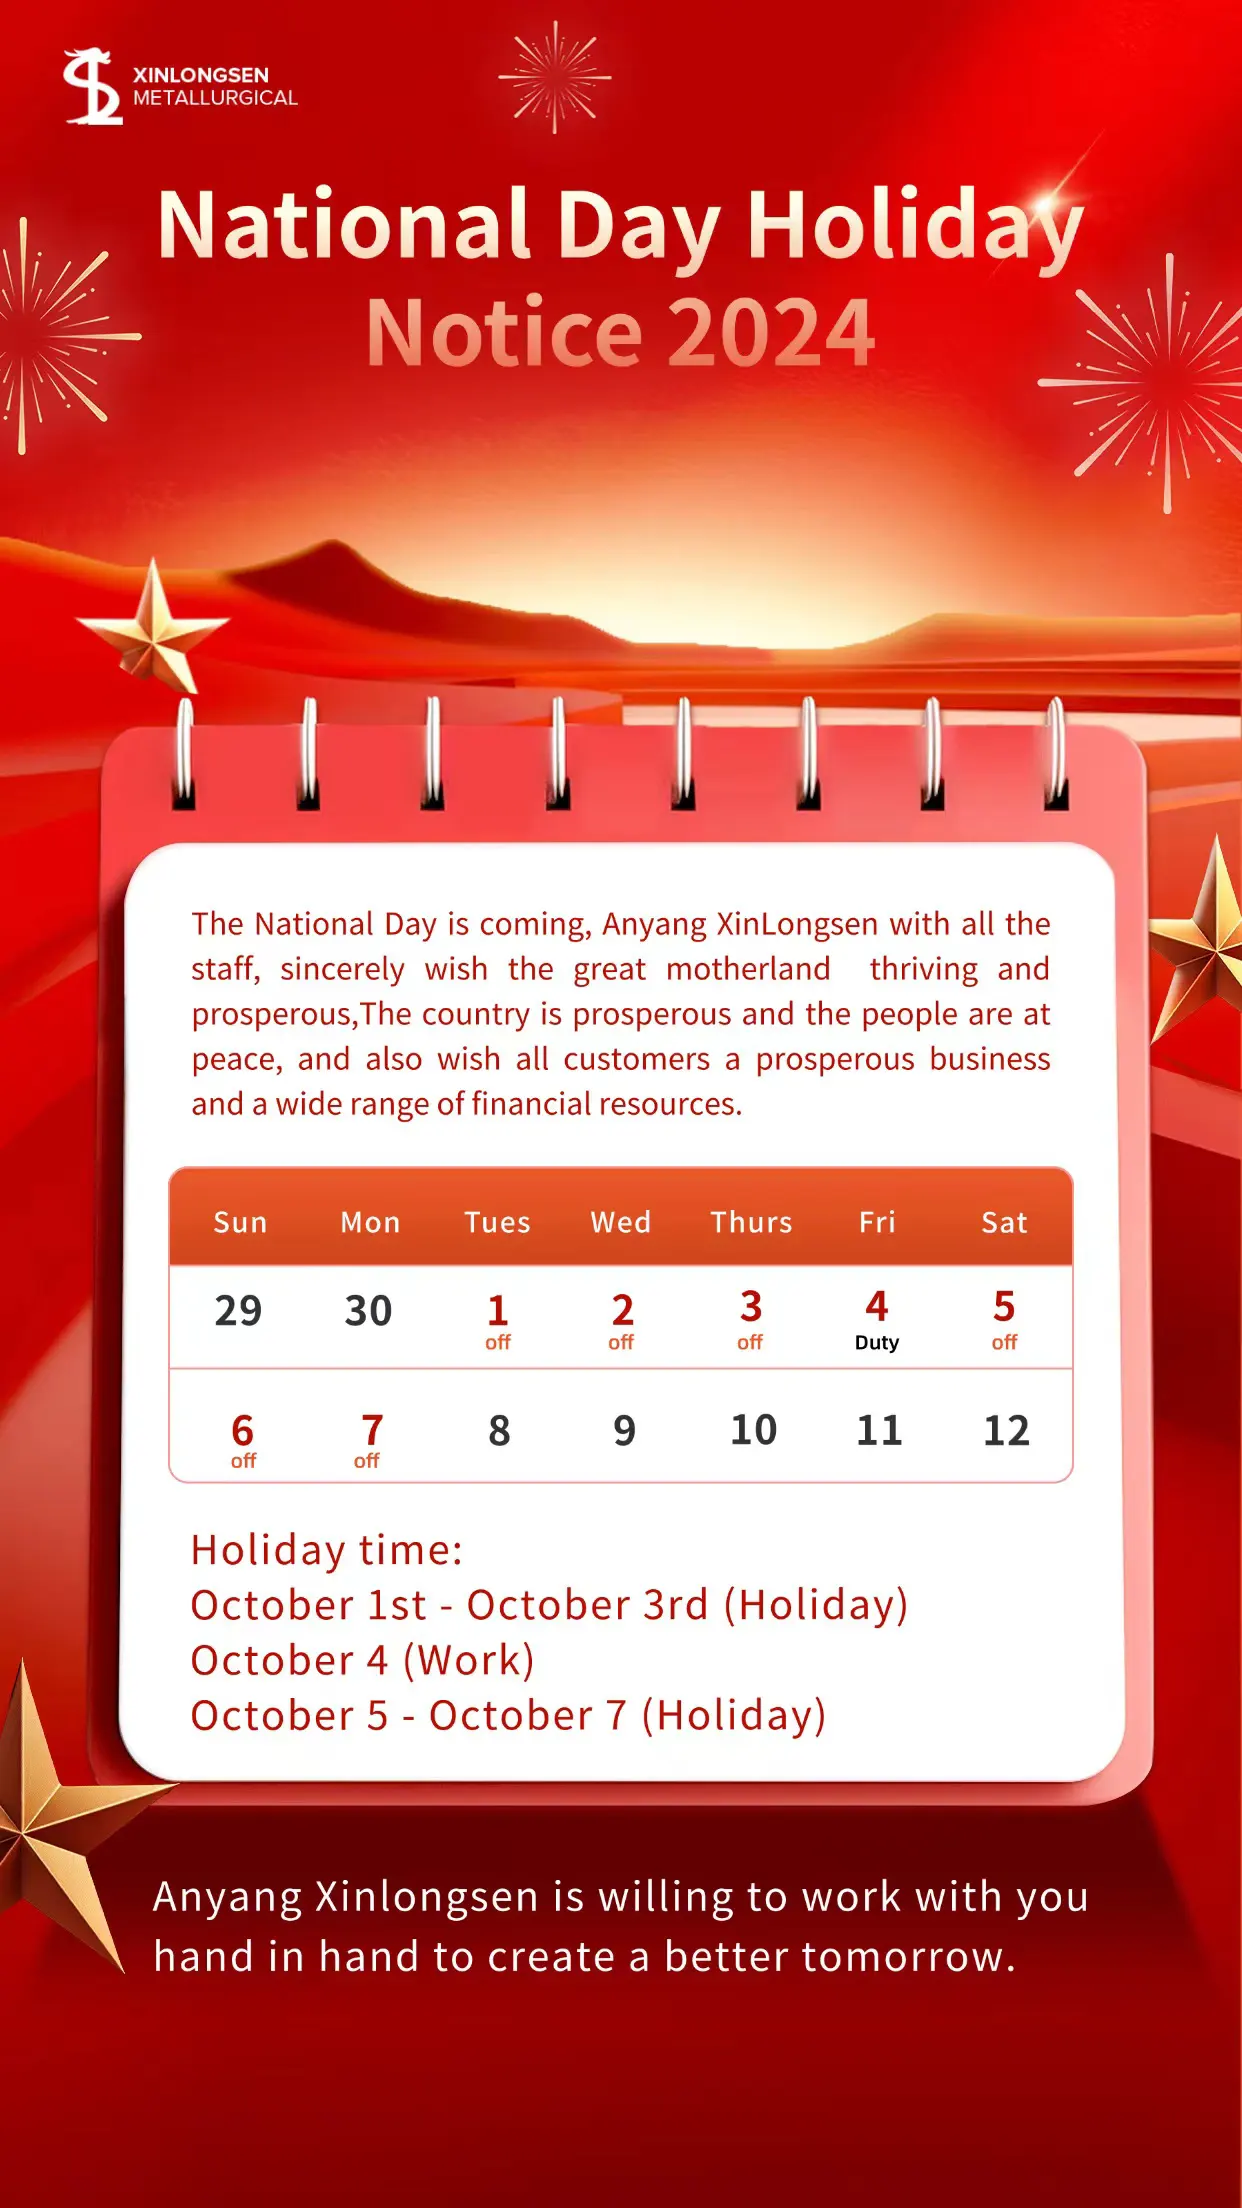 XINLONGSEN
METALLURGICAL
National Day Holiday
Notice 2024
The National Day is coming, Anyang XinLongsen with all the
staff, sincerely wish the great motherland thriving and
prosperous,The country is prosperous and the people are at
peace, and also wish all customers a prosperous business
and a wide range of financial resources.
Sun Mon Tues Wed Thurs Fri Sat
29 30 1 2 3 4 5
off off off Duty off
6 7 8 9 10 11 12
off off
Holiday time:
October 1st - October 3rd (Holiday)
October 4 (Work)
October 5 - October 7 (Holiday)
Anyang Xinlongsen is willing to work with you
hand in hand to create a better tomorrow.